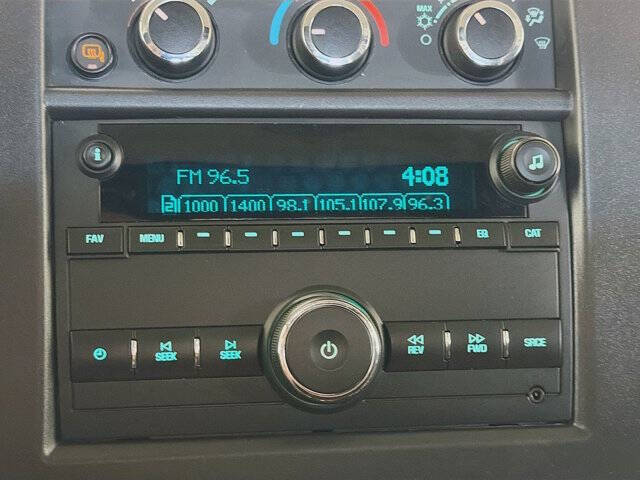 MAX
FM 96.5 4:08
2 1000 1400 98.1 105.1 107.9 96.3
FAV MENU EQ CAT
SEEK SEEK REV FWD SRCE